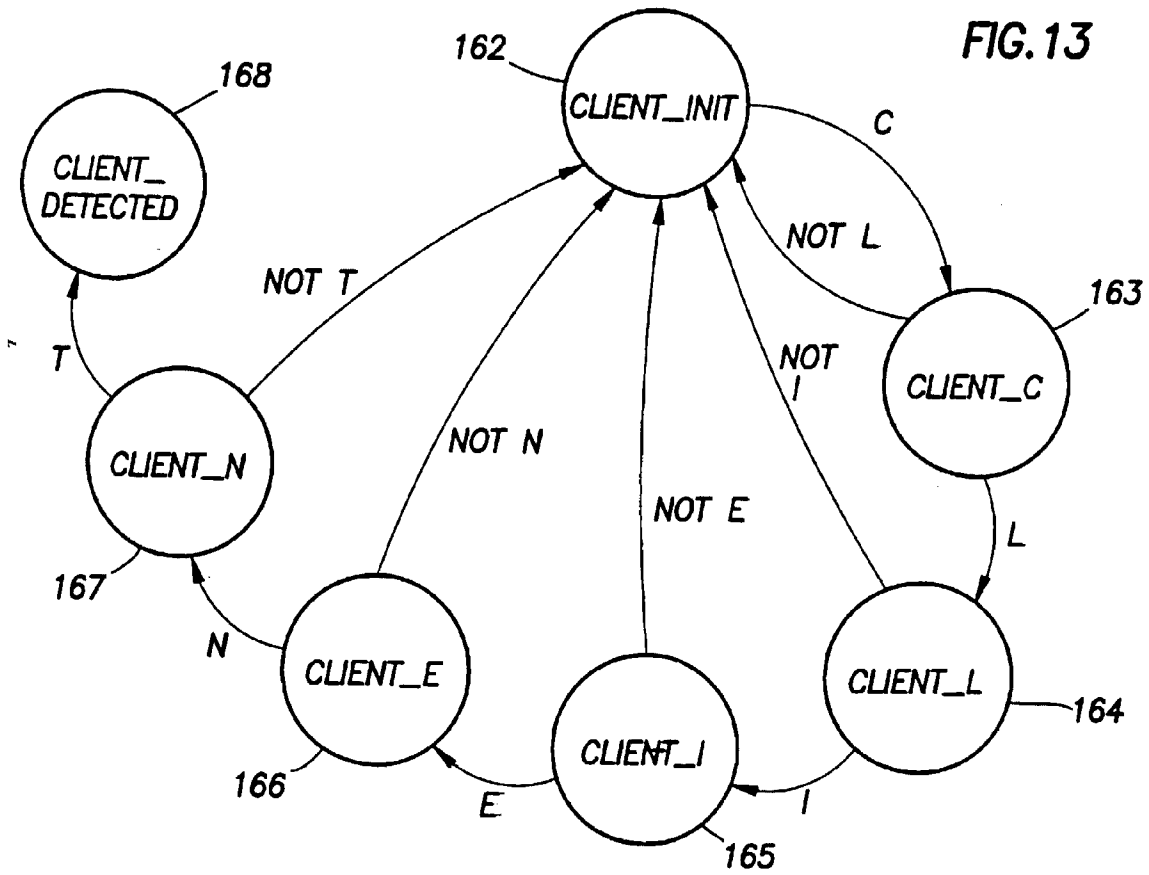 FIG. 13
162
CLIENT_INIT
168
CLIENT_
DETECTED
C
NOT L
163
CLIENT_C
NOT T
NOT
I
T
NOT N
CLIENT_N
NOT E
L
167
N
CLIENT_E
CLIENT_L
164
CLIENT_I
166
E
I
165